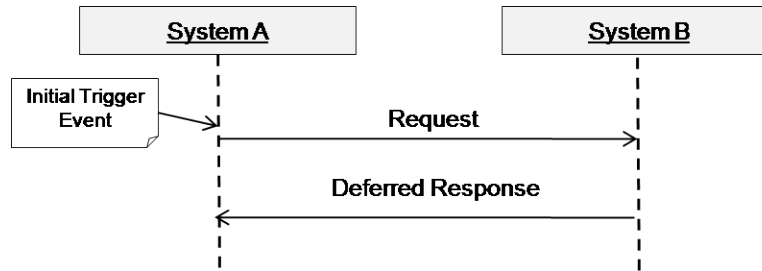 System A
System B
Initial Trigger
Event
Request
Deferred Response